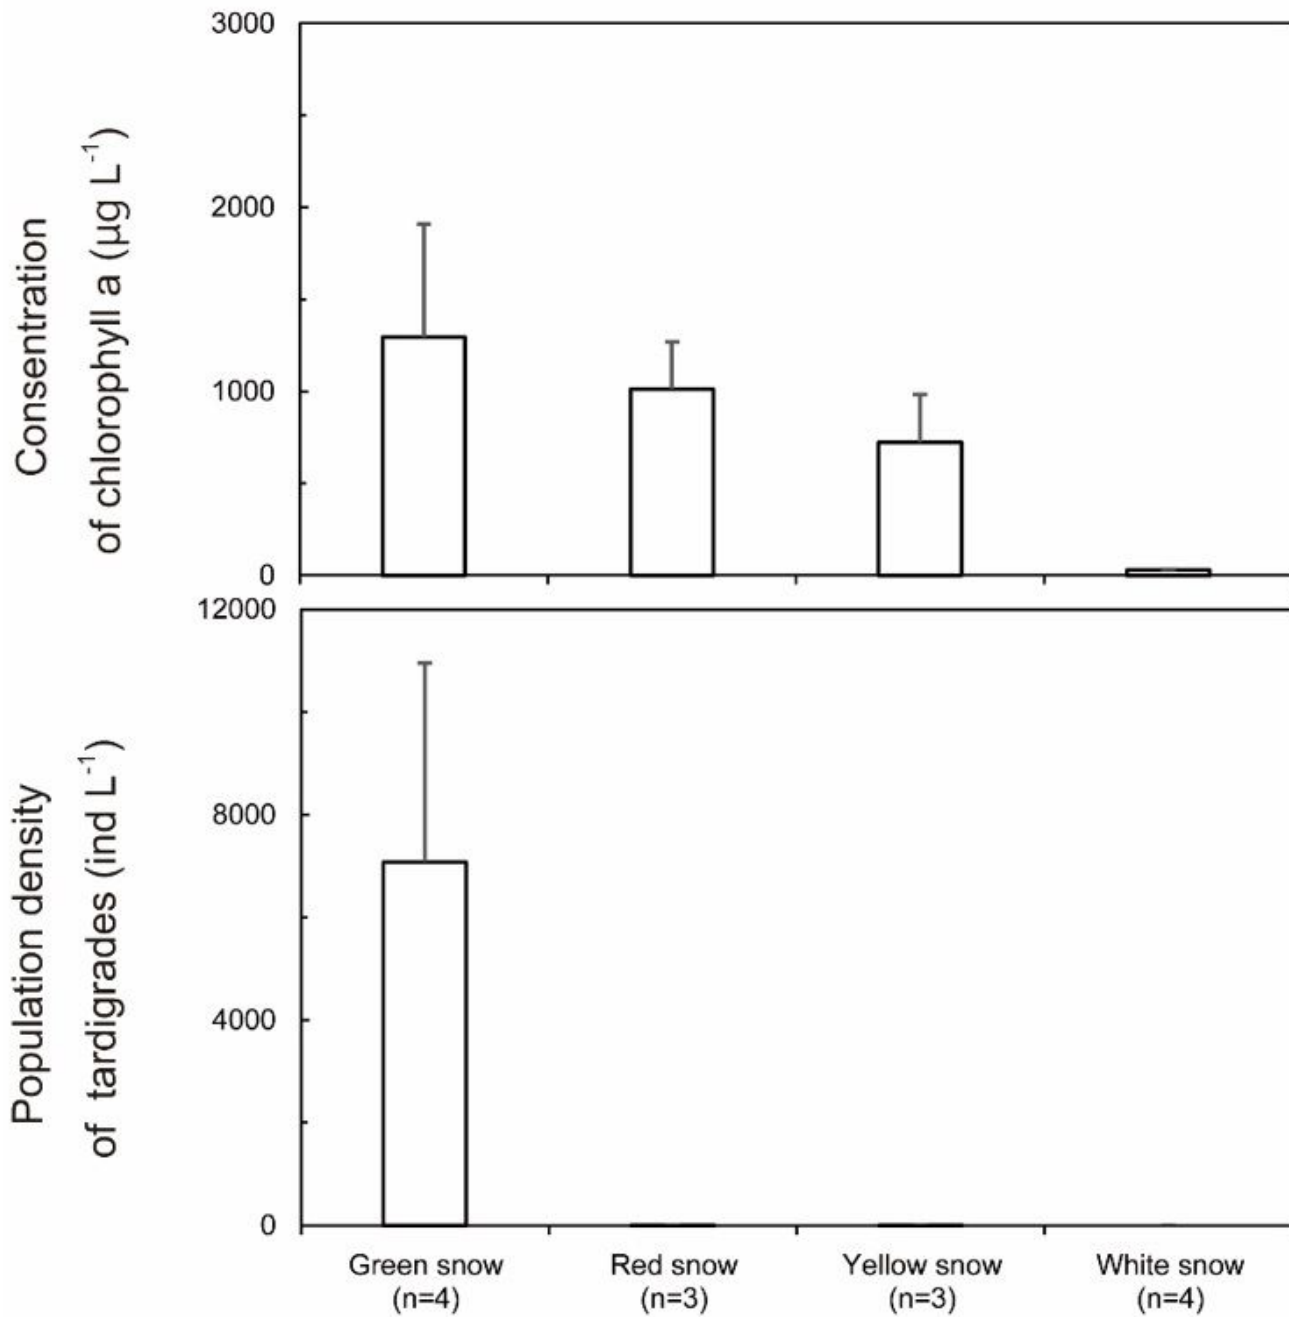 Consentration
of chlorophyll a (µg L⁻¹)
3000
2000
1000
0
Population density
of tardigrades (ind L⁻¹)
12000
8000
4000
0
Green snow
(n=4)
Red snow
(n=3)
Yellow snow
(n=3)
White snow
(n=4)